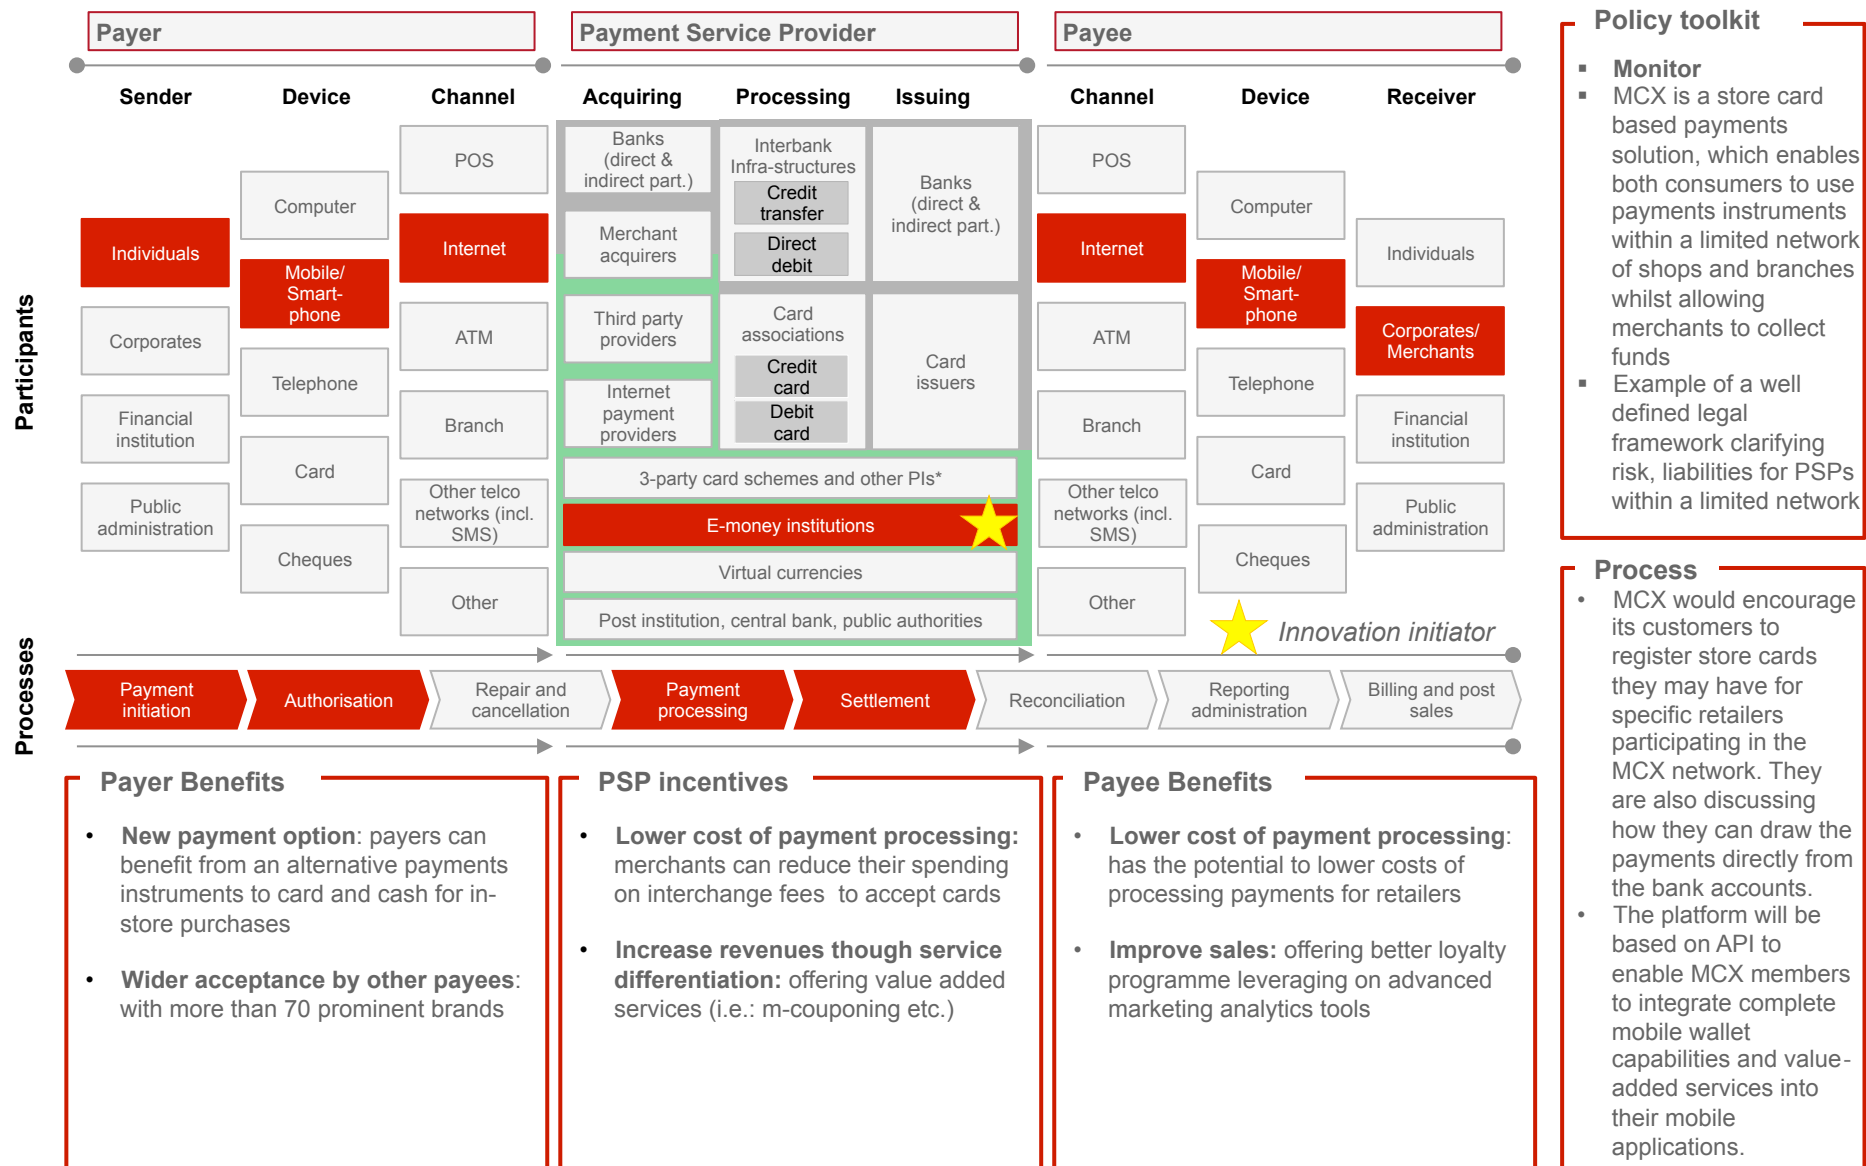 Payer
Payment Service Provider
Payee
Sender
Device
Channel
Acquiring
Processing
Issuing
Channel
Device
Receiver
Participants
Individuals
Corporates
Financial
institution
Public
administration
Computer
Mobile/
Smart-
phone
Telephone
Card
Cheques
POS
Internet
ATM
Branch
Other telco
networks (incl.
SMS)
Other
Banks
(direct &
indirect part.)
Merchant
acquirers
Third party
providers
Internet
payment
providers
Interbank
Infra-structures
Credit
transfer
Direct
debit
Card
associations
Credit
card
Debit
card
Banks
(direct &
indirect part.)
Card
issuers
3-party card schemes and other PIs*
E-money institutions
Virtual currencies
Post institution, central bank, public authorities
POS
Internet
ATM
Branch
Other telco
networks (incl.
SMS)
Other
Computer
Mobile/
Smart-
phone
Telephone
Card
Cheques
Individuals
Corporates/
Merchants
Financial
institution
Public
administration
Innovation initiator
Processes
Payment
initiation
Authorisation
Repair and
cancellation
Payment
processing
Settlement
Reconciliation
Reporting
administration
Billing and post
sales
Payer Benefits
• New payment option: payers can
benefit from an alternative payments
instruments to card and cash for in-
store purchases
• Wider acceptance by other payees:
with more than 70 prominent brands
PSP incentives
• Lower cost of payment processing:
merchants can reduce their spending
on interchange fees to accept cards
• Increase revenues though service
differentiation: offering value added
services (i.e.: m-couponing etc.)
Payee Benefits
• Lower cost of payment processing:
has the potential to lower costs of
processing payments for retailers
• Improve sales: offering better loyalty
programme leveraging on advanced
marketing analytics tools
Policy toolkit
▪ Monitor
▪ MCX is a store card
based payments
solution, which enables
both consumers to use
payments instruments
within a limited network
of shops and branches
whilst allowing
merchants to collect
funds
▪ Example of a well
defined legal
framework clarifying
risk, liabilities for PSPs
within a limited network
Process
• MCX would encourage
its customers to
register store cards
they may have for
specific retailers
participating in the
MCX network. They
are also discussing
how they can draw the
payments directly from
the bank accounts.
• The platform will be
based on API to
enable MCX members
to integrate complete
mobile wallet
capabilities and value-
added services into
their mobile
applications.